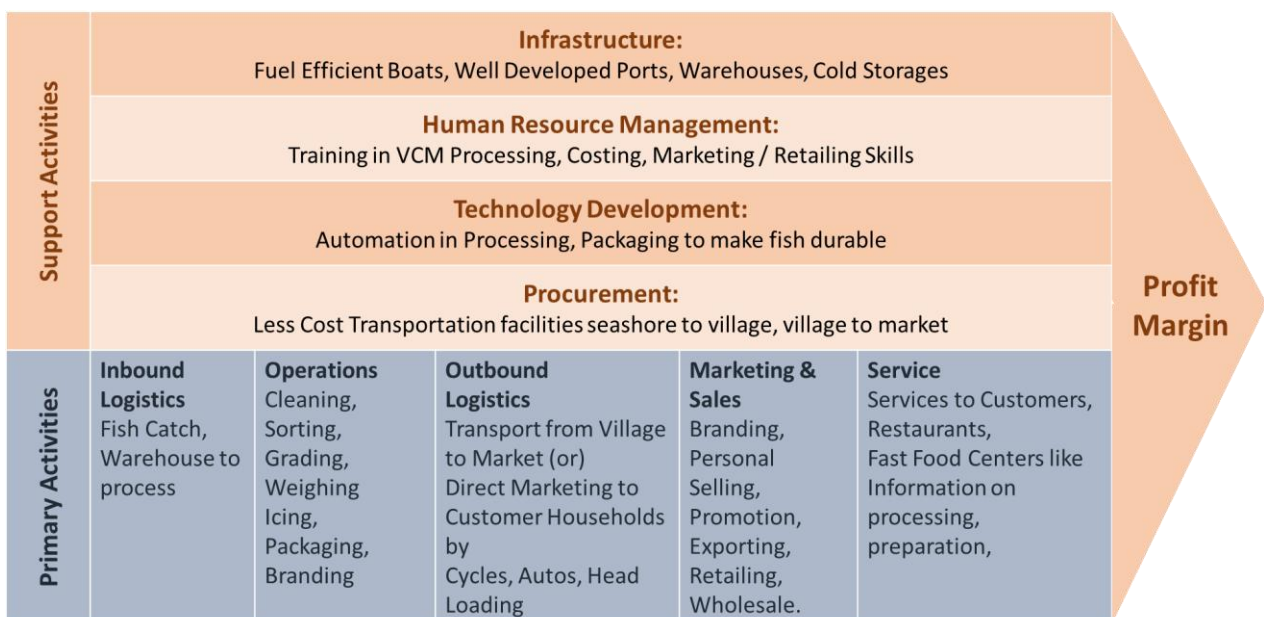 Support Activities
Infrastructure:
Fuel Efficient Boats, Well Developed Ports, Warehouses, Cold Storages
Human Resource Management:
Training in VCM Processing, Costing, Marketing / Retailing Skills
Technology Development:
Automation in Processing, Packaging to make fish durable
Procurement:
Less Cost Transportation facilities seashore to village, village to market
Primary Activities
Inbound
Logistics
Fish Catch,
Warehouse to
process
Operations
Cleaning,
Sorting,
Grading,
Weighing
Icing,
Packaging,
Branding
Outbound
Logistics
Transport from Village
to Market (or)
Direct Marketing to
Customer Households
by
Cycles, Autos, Head
Loading
Marketing &
Sales
Branding,
Personal
Selling,
Promotion,
Exporting,
Retailing,
Wholesale.
Service
Services to Customers,
Restaurants,
Fast Food Centers like
Information on
processing,
preparation,
Profit
Margin